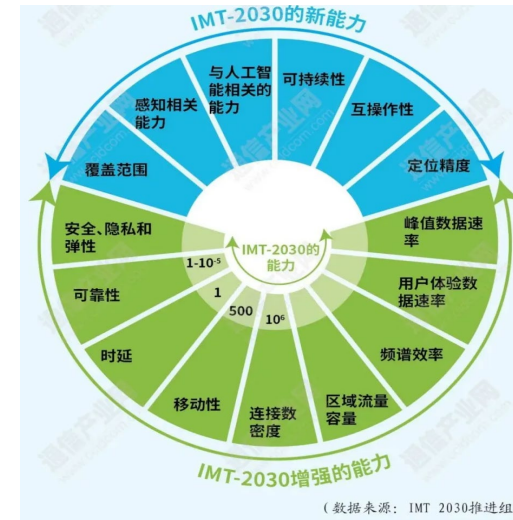 IMT-2030的新能力
与人工智
能相关的
能力
可持续性
感知相关
能力
互操作性
覆盖范围
定位精度
安全、隐私和
弹性
峰值数据速
率
IMT-2030的
能力
1-10-5
可靠性
用户体验数
据速率
1
500
10⁶
时延
频谱效率
移动性
连接数
密度
区域流量
容量
IMT-2030增强的能力
(数据来源: IMT 2030推进组
通信产业网